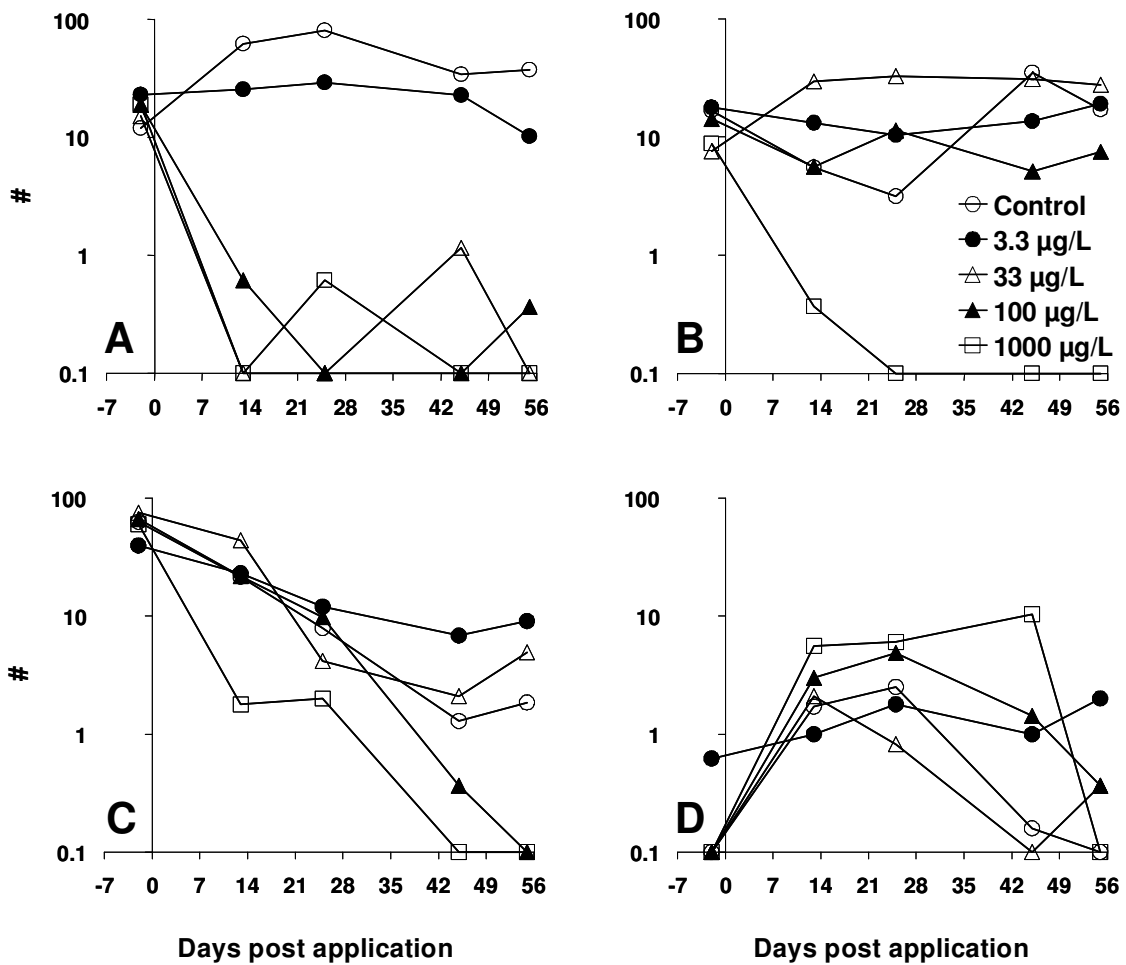 100
10
1
0.1
#
A
-7 0 7 14 21 28 35 42 49 56
100
10
1
0.1
B
Control
3.3 µg/L
33 µg/L
100 µg/L
1000 µg/L
-7 0 7 14 21 28 35 42 49 56
100
10
1
0.1
#
C
-7 0 7 14 21 28 35 42 49 56
Days post application
100
10
1
0.1
D
-7 0 7 14 21 28 35 42 49 56
Days post application